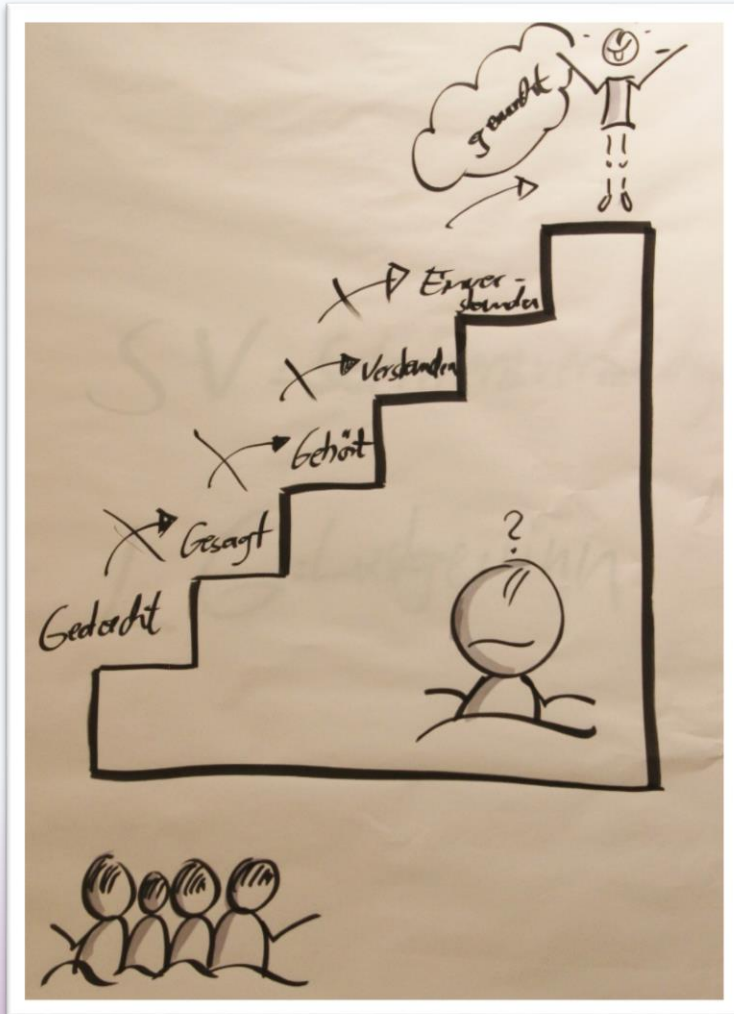 gemacht
Einver-
standen
Verstanden
Gehört
Gesagt
Gedacht
?